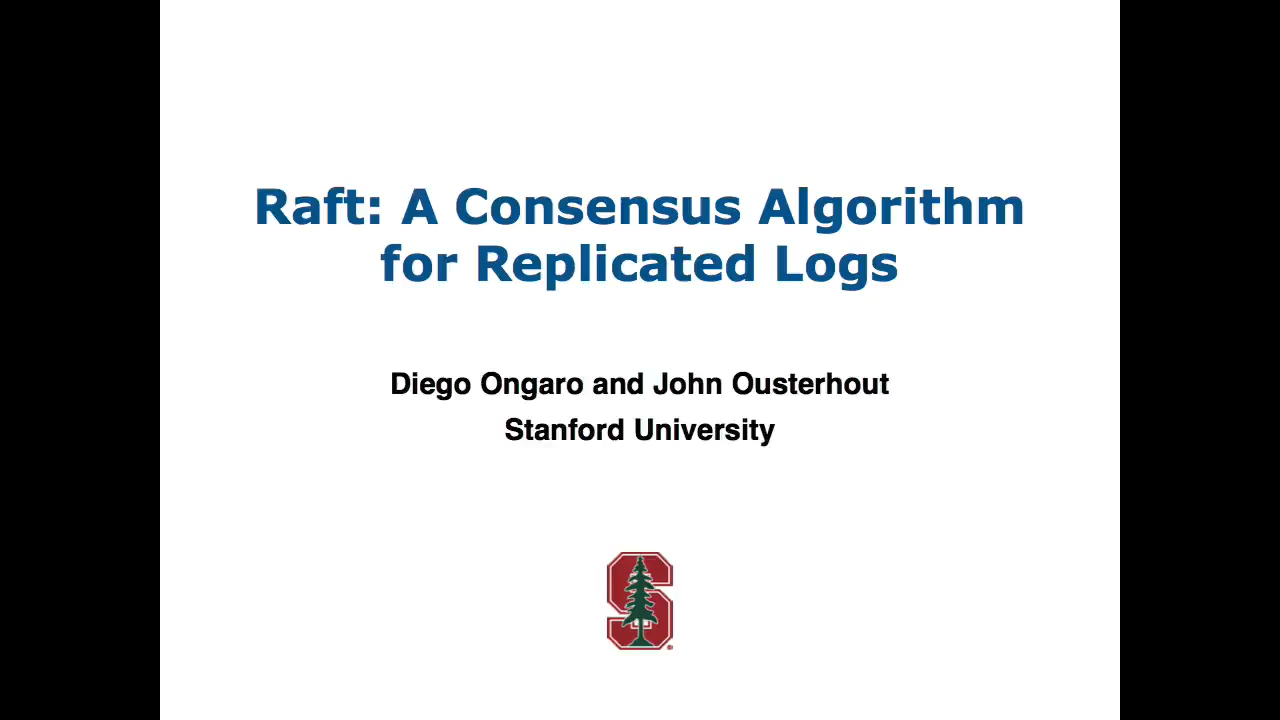 Raft: A Consensus Algorithm
for Replicated Logs
Diego Ongaro and John Ousterhout
Stanford University